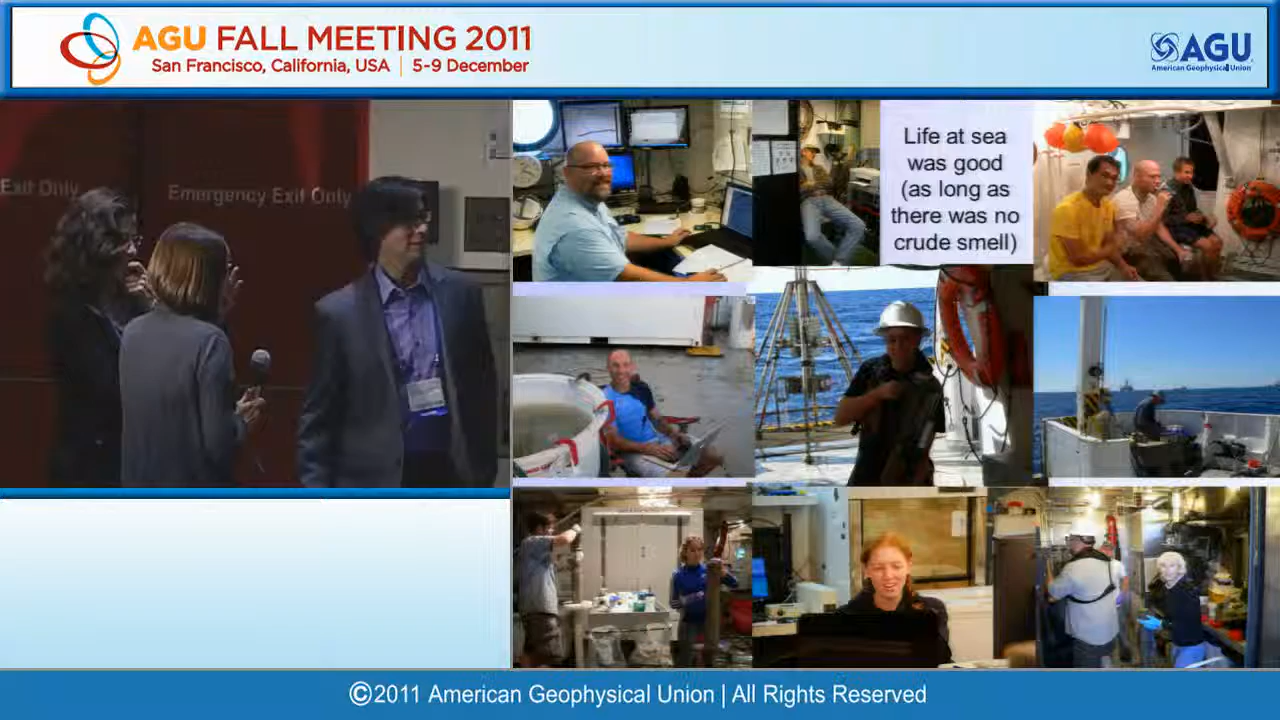 AGU FALL MEETING 2011
San Francisco, California, USA | 5-9 December
AGU
American Geophysical Union
Exit Only
Emergency Exit Only
Life at sea
was good
(as long as
there was no
crude smell)
©2011 American Geophysical Union | All Rights Reserved